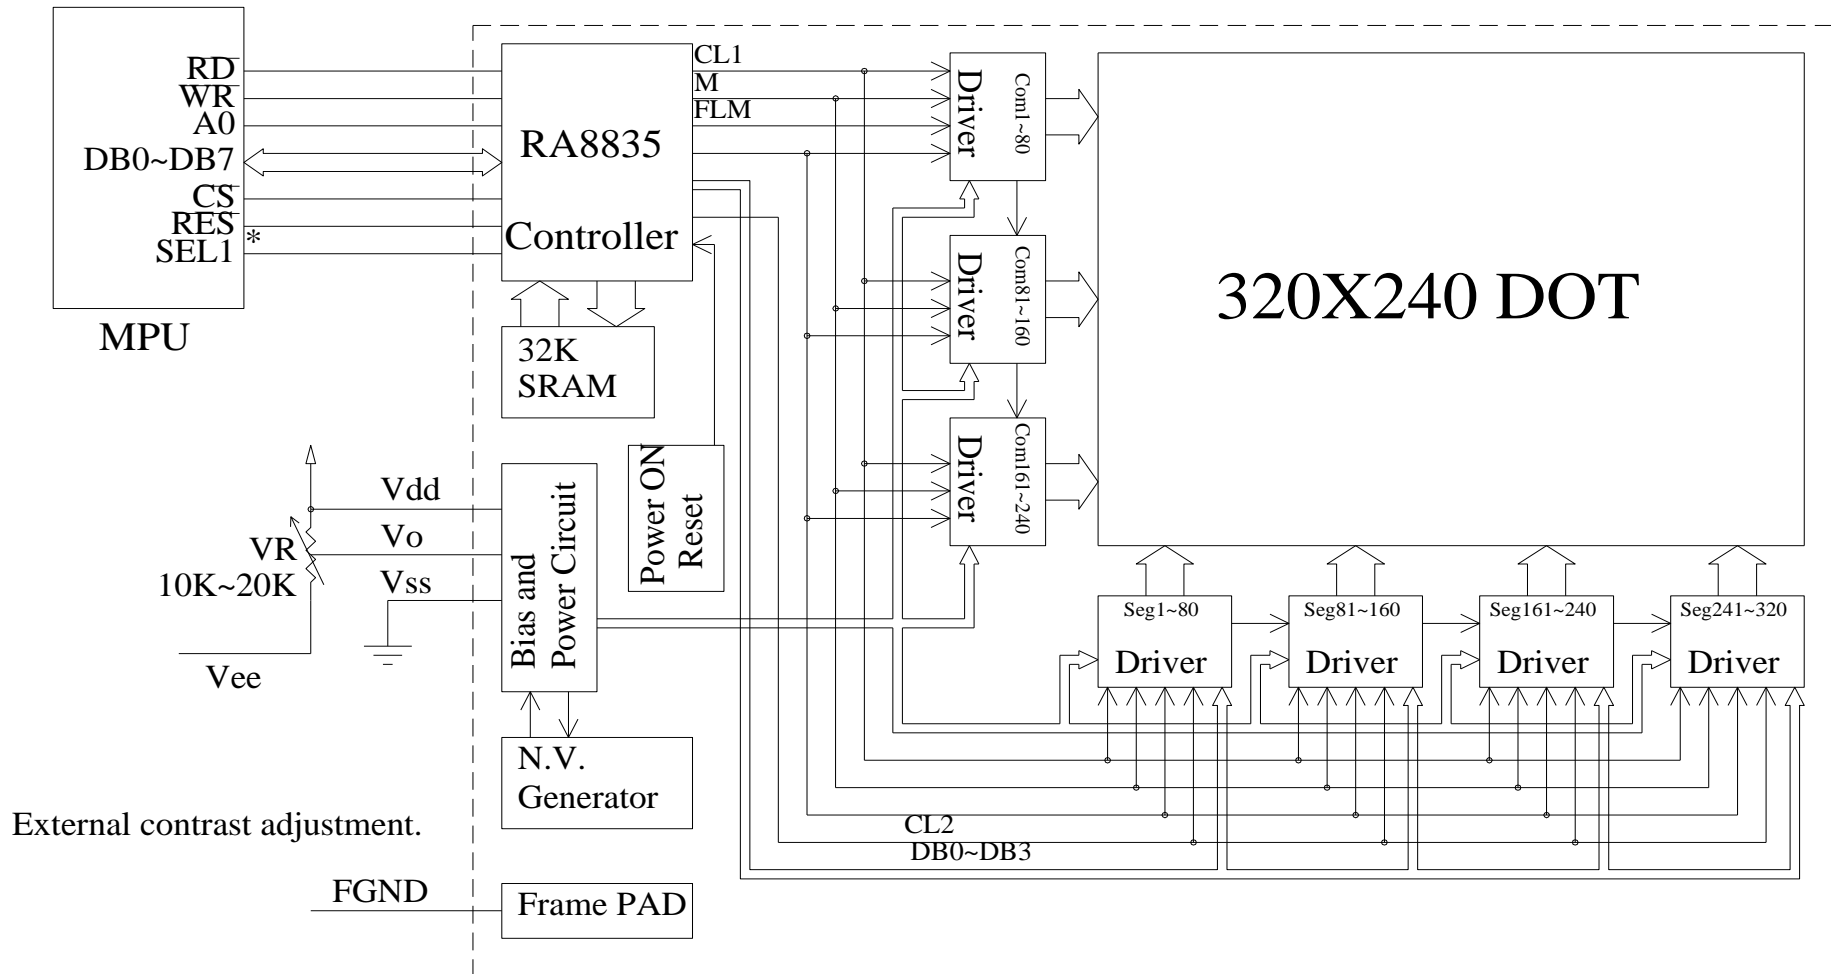 RD
WR
A0
DB0~DB7
CS
RES
*
SEL1
MPU
RA8835
Controller
CL1
M
FLM
32K
SRAM
Power ON
Reset
Driver
Com1~80
Driver
Com81~160
Driver
Com161~240
320X240 DOT
Vdd
Vo
Vss
VR
10K~20K
Vee
Bias and
Power Circuit
N.V.
Generator
Seg1~80
Driver
Seg81~160
Driver
Seg161~240
Driver
Seg241~320
Driver
CL2
DB0~DB3
External contrast adjustment.
FGND
Frame PAD